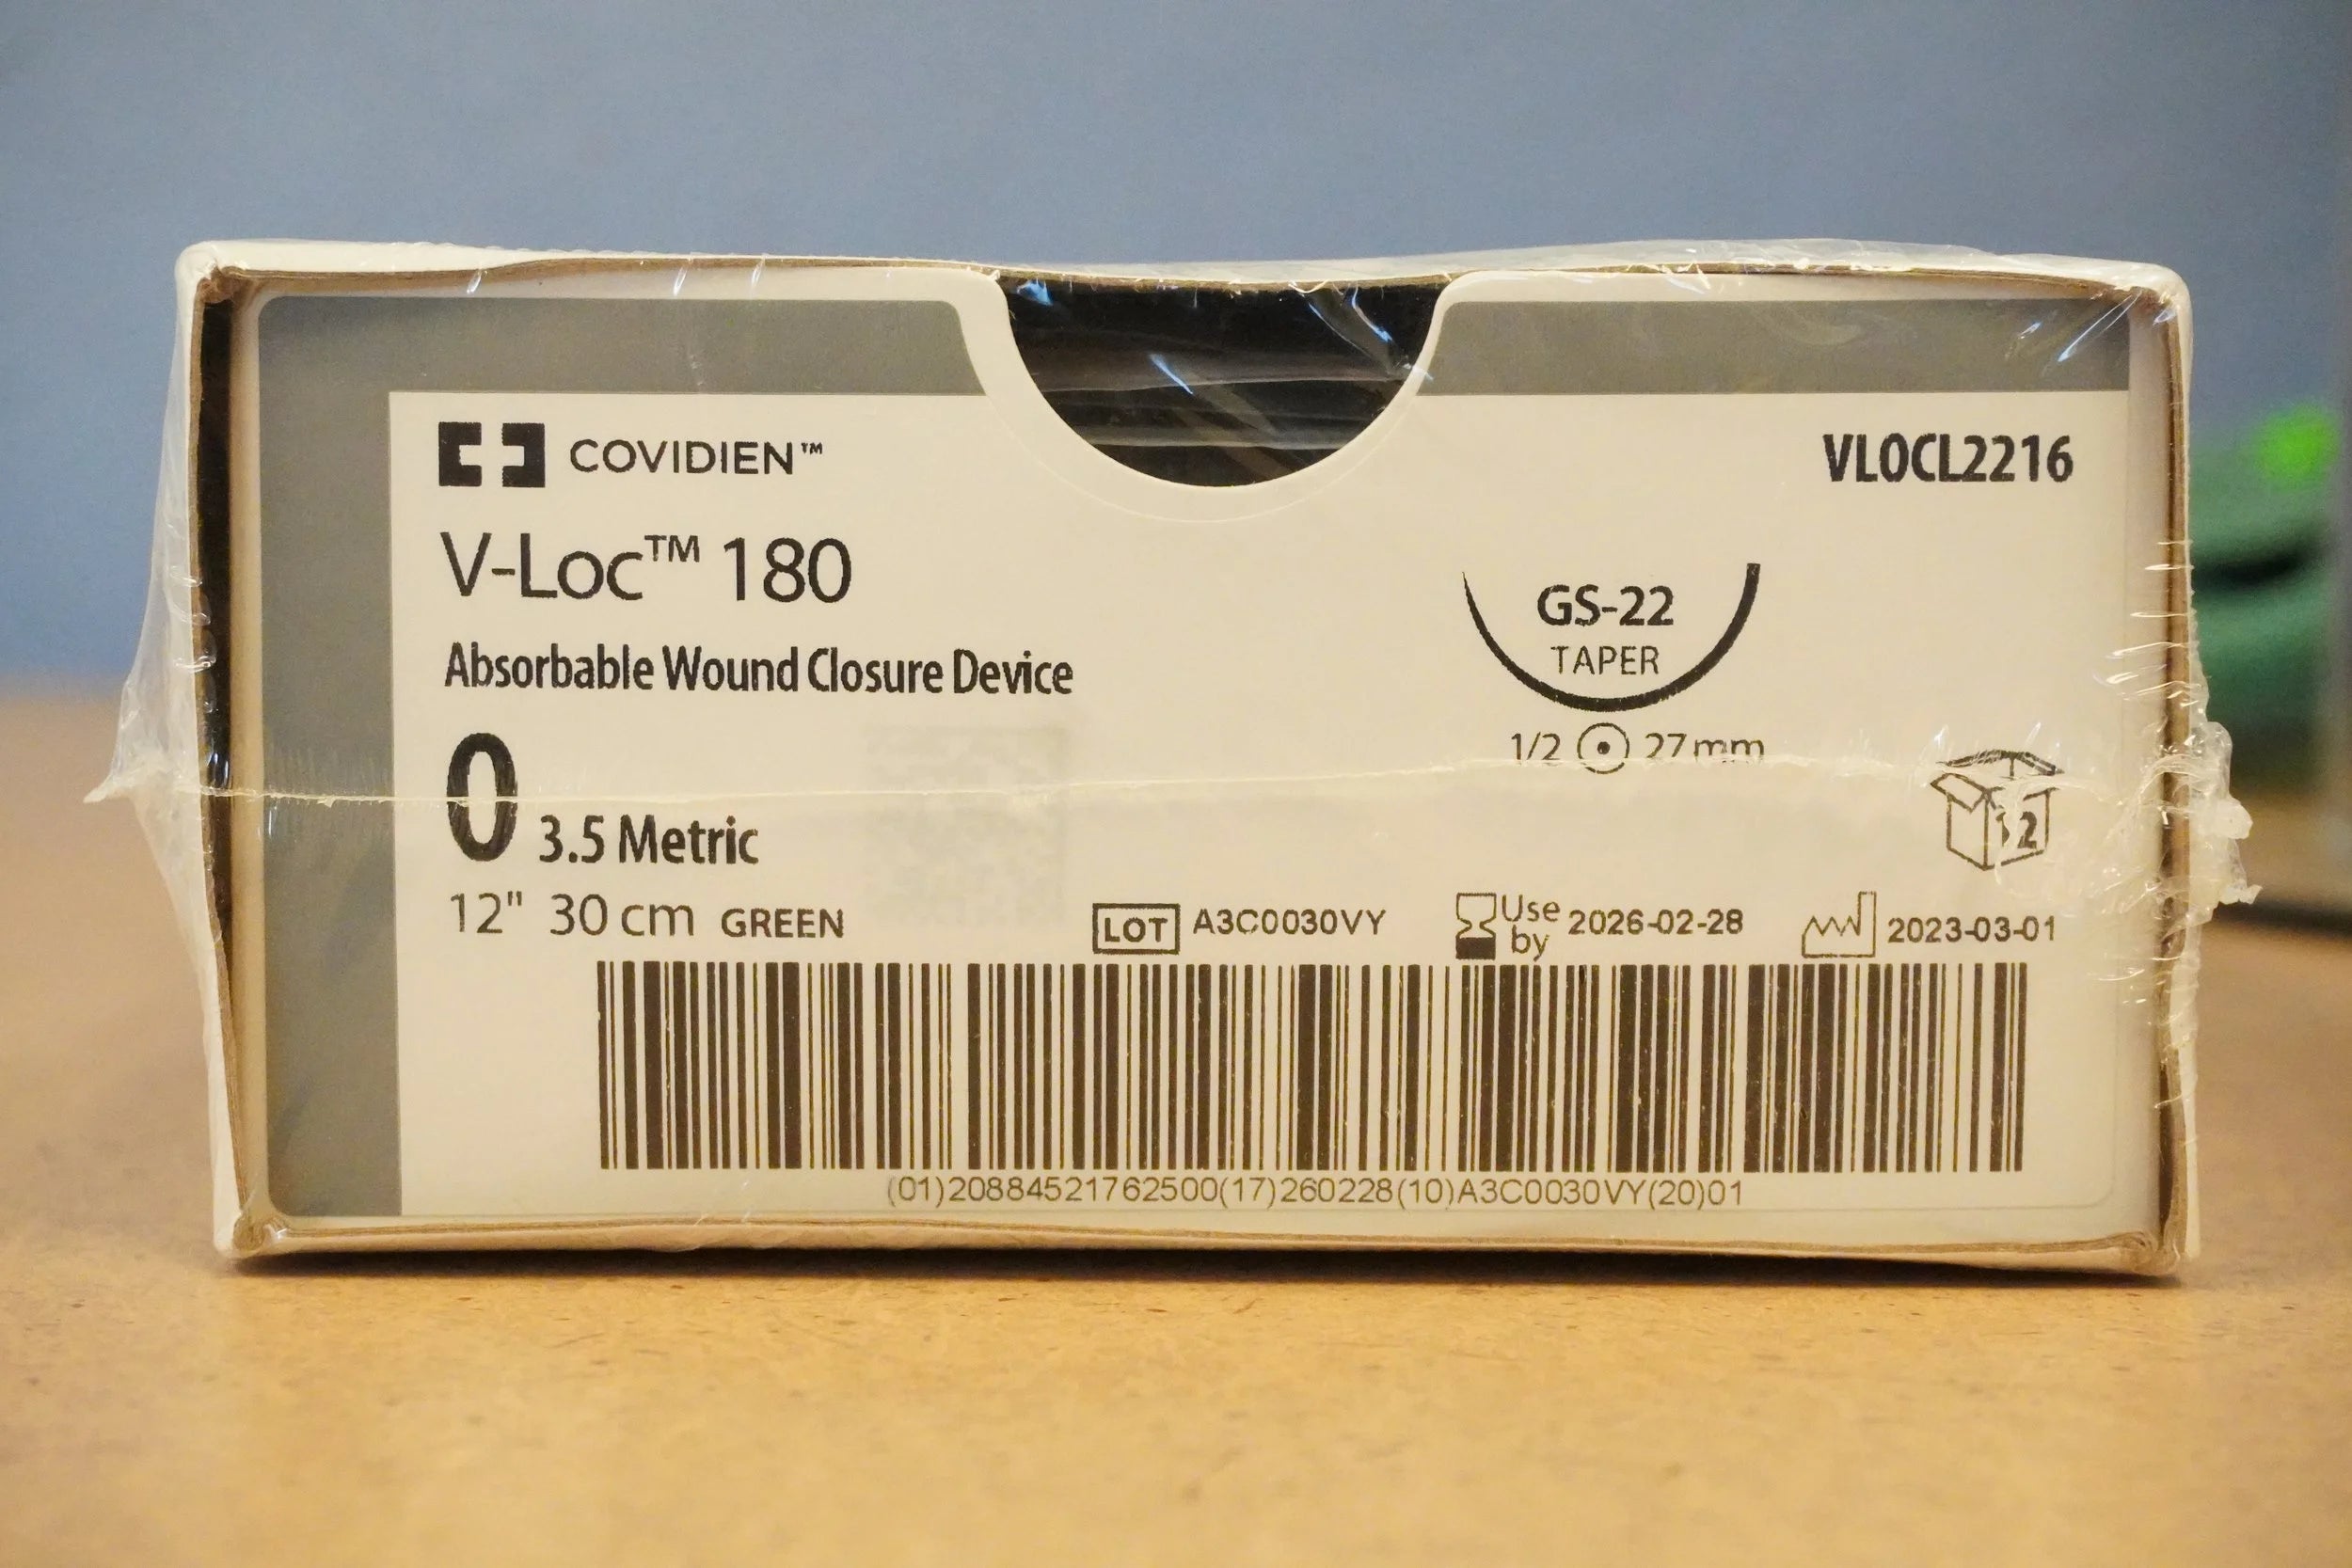 COVIDIEN™
VLOCL2216
V-Loc™ 180
Absorbable Wound Closure Device
GS-22
TAPER
1/2 27mm
0 3.5 Metric
12
12" 30 cm GREEN
LOT A3C0030VY
Use by 2026-02-28
2023-03-01
(01)20884521762500(17)260228(10)A3C0030VY(20)01